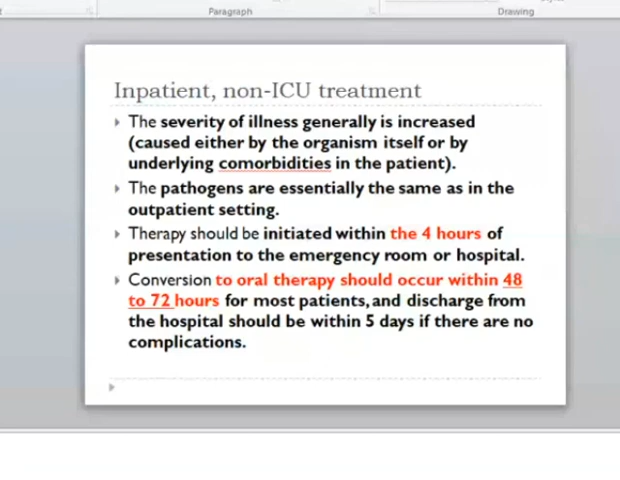 Paragraph
Drawing
Inpatient, non-ICU treatment
The severity of illness generally is increased
(caused either by the organism itself or by
underlying comorbidities in the patient).
The pathogens are essentially the same as in the
outpatient setting.
Therapy should be initiated within the 4 hours of
presentation to the emergency room or hospital.
Conversion to oral therapy should occur within 48
to 72 hours for most patients, and discharge from
the hospital should be within 5 days if there are no
complications.